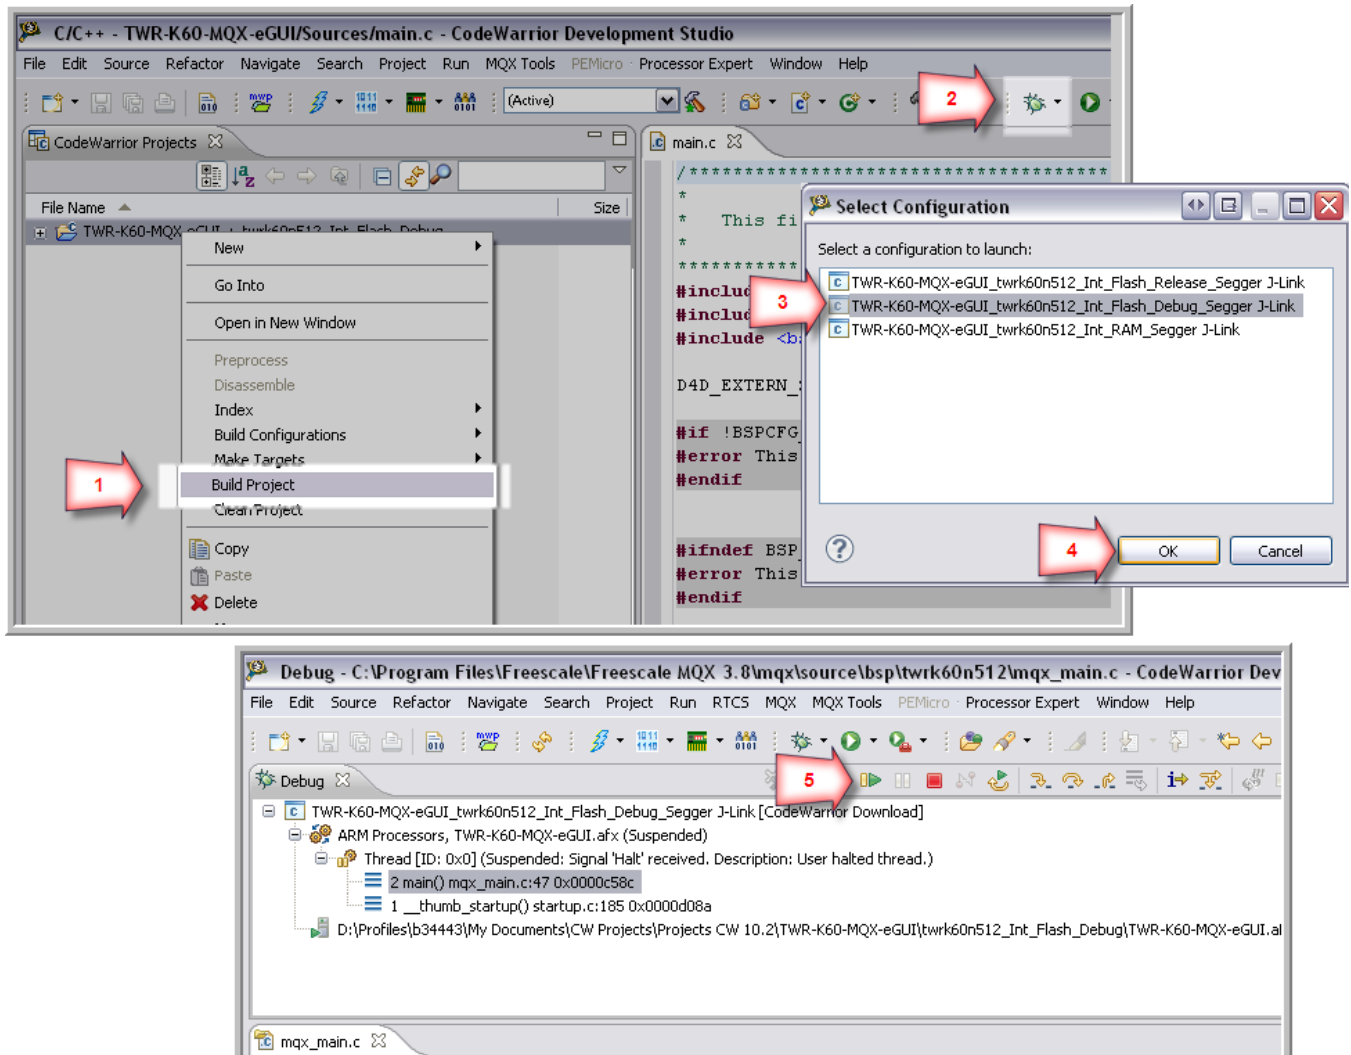 C/C++ - TWR-K60-MQX-eGUI/Sources/main.c - CodeWarrior Development Studio
File Edit Source Refactor Navigate Search Project Run MQX Tools PEMicro Processor Expert Window Help
(Active)
2
CodeWarrior Projects
main.c
File Name
Size
TWR-K60-MQX-eGUI : twrk60n512_Int_Flash_Debug
New
Go Into
Open in New Window
Preprocess
Disassemble
Index
Build Configurations
Make Targets
1
Build Project
Clean Project
Copy
Paste
Delete
/************************************
*
* This fi
*
***********
#includ
#includ
#include <b
D4D_EXTERN_
#if !BSPCFG_
#error This
#endif
#ifndef BSP_
#error This
#endif
Select Configuration
Select a configuration to launch:
TWR-K60-MQX-eGUI_twrk60n512_Int_Flash_Release_Segger J-Link
3
TWR-K60-MQX-eGUI_twrk60n512_Int_Flash_Debug_Segger J-Link
TWR-K60-MQX-eGUI_twrk60n512_Int_RAM_Segger J-Link
4
OK
Cancel
Debug - C:\Program Files\Freescale\Freescale MQX 3.8\mqx\source\bsp\twrk60n512\mqx_main.c - CodeWarrior Dev
File Edit Source Refactor Navigate Search Project Run RTCS MQX MQX Tools PEMicro Processor Expert Window Help
Debug
5
TWR-K60-MQX-eGUI_twrk60n512_Int_Flash_Debug_Segger J-Link [CodeWarrior Download]
ARM Processors, TWR-K60-MQX-eGUI.afx (Suspended)
Thread [ID: 0x0] (Suspended: Signal 'Halt' received. Description: User halted thread.)
2 main() mqx_main.c:47 0x0000c58c
1 __thumb_startup() startup.c:185 0x0000d08a
D:\Profiles\b34443\My Documents\CW Projects\Projects CW 10.2\TWR-K60-MQX-eGUI\twrk60n512_Int_Flash_Debug\TWR-K60-MQX-eGUI.a
mqx_main.c